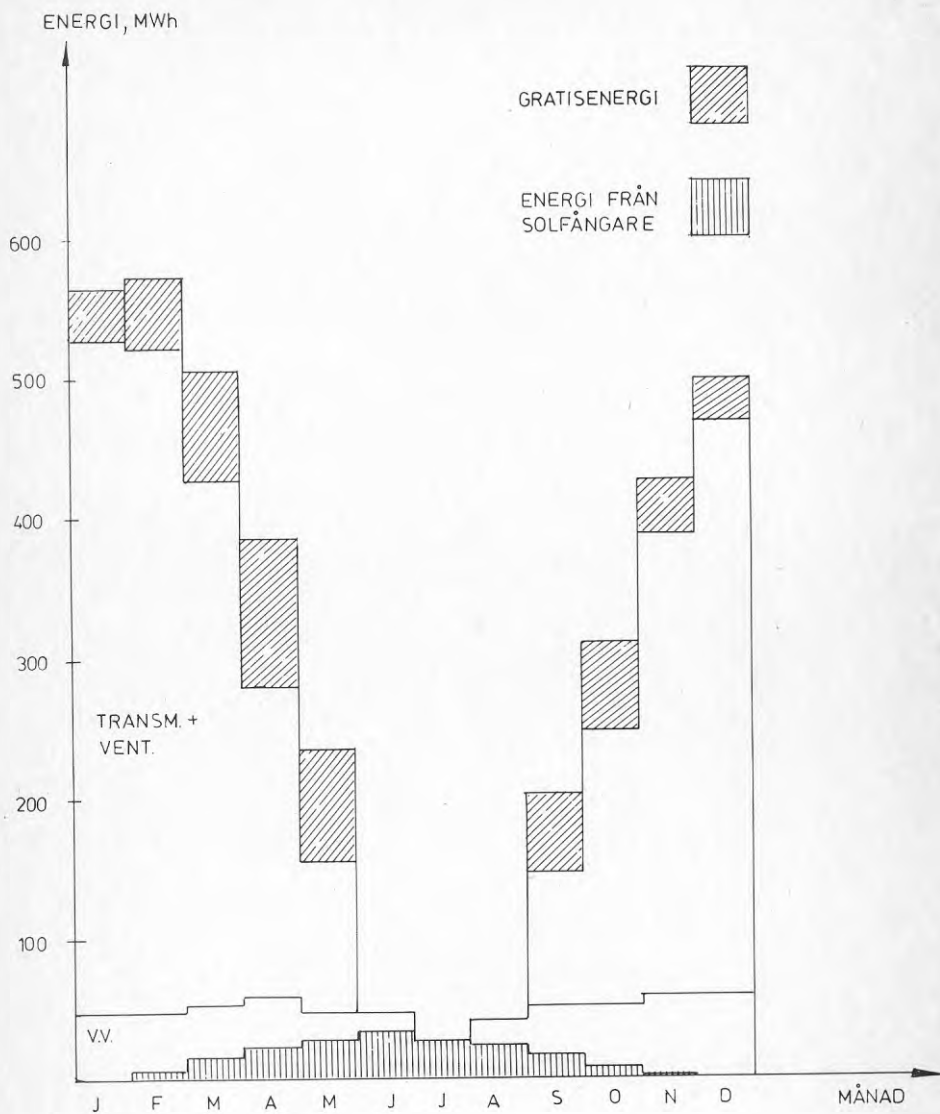 ENERGI, MWh
GRATISENERGI
ENERGI FRÅN
SOLFÅNGARE
600
500
400
300
TRANSM. +
VENT.
200
100
V.V.
J F M A M J J A S O N D MÅNAD